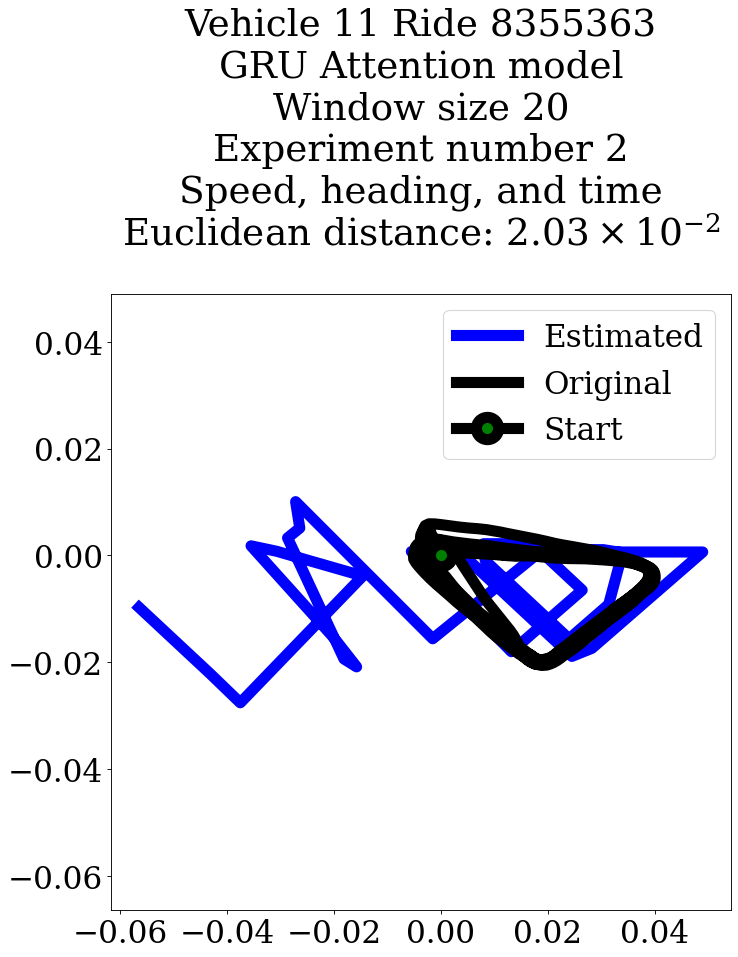 Vehicle 11 Ride 8355363
GRU Attention model
Window size 20
Experiment number 2
Speed, heading, and time
Euclidean distance: 2.03 × 10⁻²
Estimated
Original
Start
0.04
0.02
0.00
−0.02
−0.04
−0.06
−0.06 −0.04 −0.02 0.00 0.02 0.04